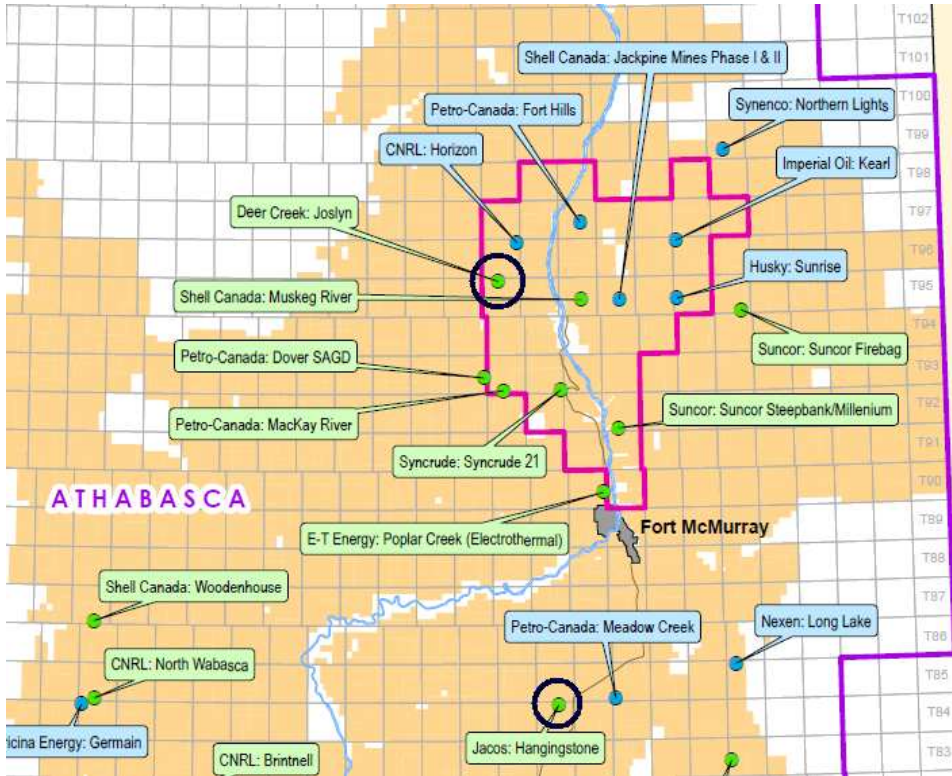 T102
T101
Shell Canada: Jackpine Mines Phase I & II
T100
Petro-Canada: Fort Hills
Synenco: Northern Lights
T99
CNRL: Horizon
Imperial Oil: Kearl
T98
Deer Creek: Joslyn
T97
T96
Husky: Sunrise
Shell Canada: Muskeg River
T95
T94
Suncor: Suncor Firebag
Petro-Canada: Dover SAGD
T93
Petro-Canada: MacKay River
Suncor: Suncor Steepbank/Millenium
T92
T91
Syncrude: Syncrude 21
ATHABASCA
T90
Fort McMurray
T89
E-T Energy: Poplar Creek (Electrothermal)
T88
Shell Canada: Woodenhouse
T87
Petro-Canada: Meadow Creek
Nexen: Long Lake
T86
CNRL: North Wabasca
T85
T84
ricina Energy: Germain
Jacos: Hangingstone
CNRL: Brintnell
T83